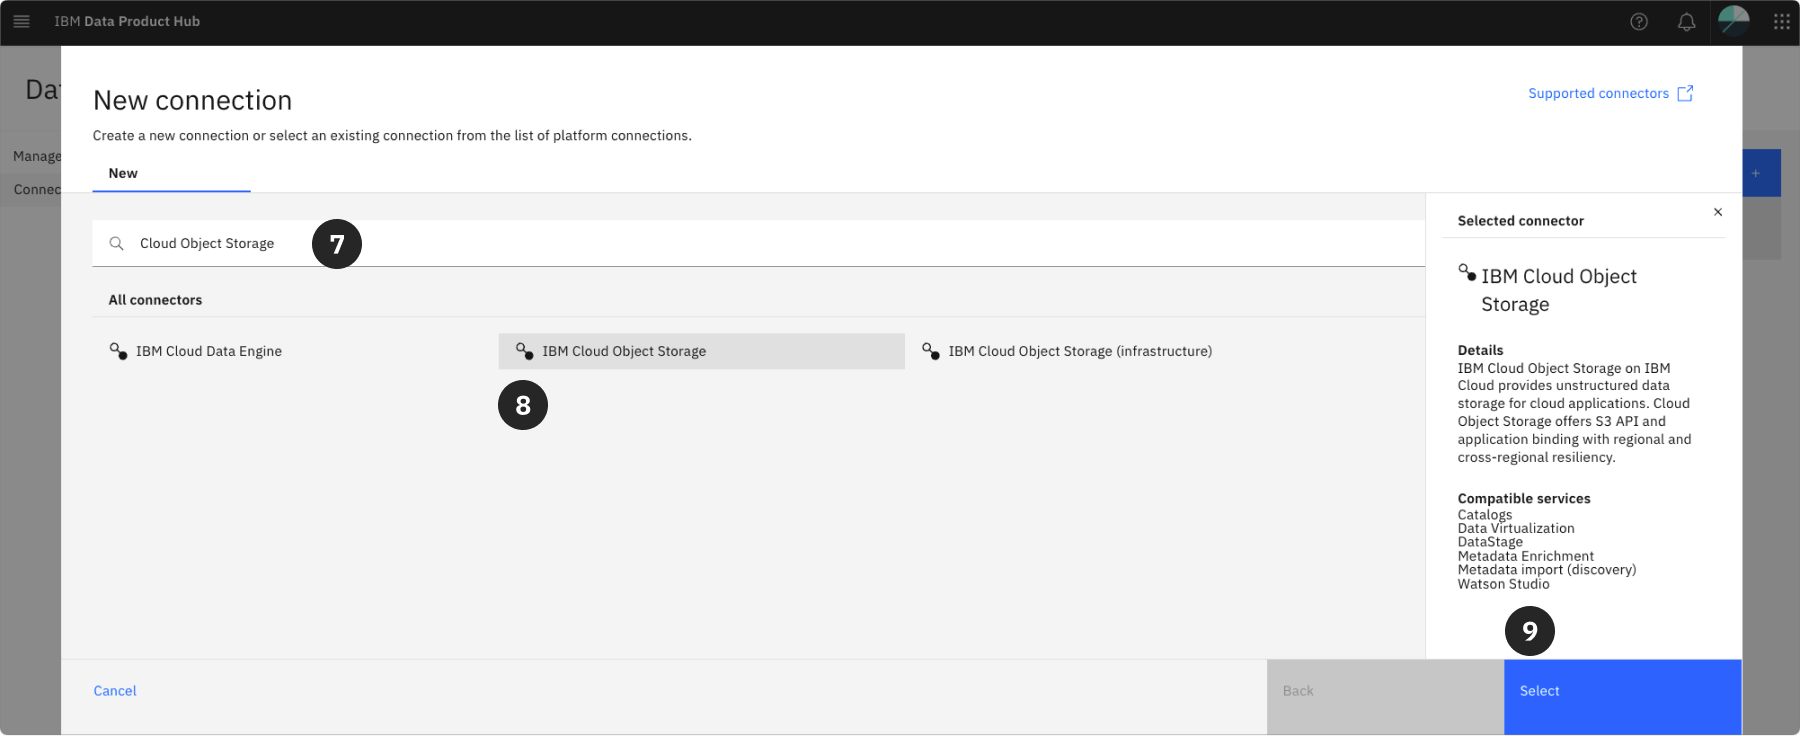 IBM Data Product Hub
Da
New connection
Supported connectors
Create a new connection or select an existing connection from the list of platform connections.
Manage
New
Connec
+
Cloud Object Storage
7
Selected connector
All connectors
IBM Cloud Data Engine
IBM Cloud Object Storage
IBM Cloud Object Storage (infrastructure)
8
IBM Cloud Object
Storage
Details
IBM Cloud Object Storage on IBM
Cloud provides unstructured data
storage for cloud applications. Cloud
Object Storage offers S3 API and
application binding with regional and
cross-regional resiliency.
Compatible services
Catalogs
Data Virtualization
DataStage
Metadata Enrichment
Metadata import (discovery)
Watson Studio
9
Cancel
Back
Select